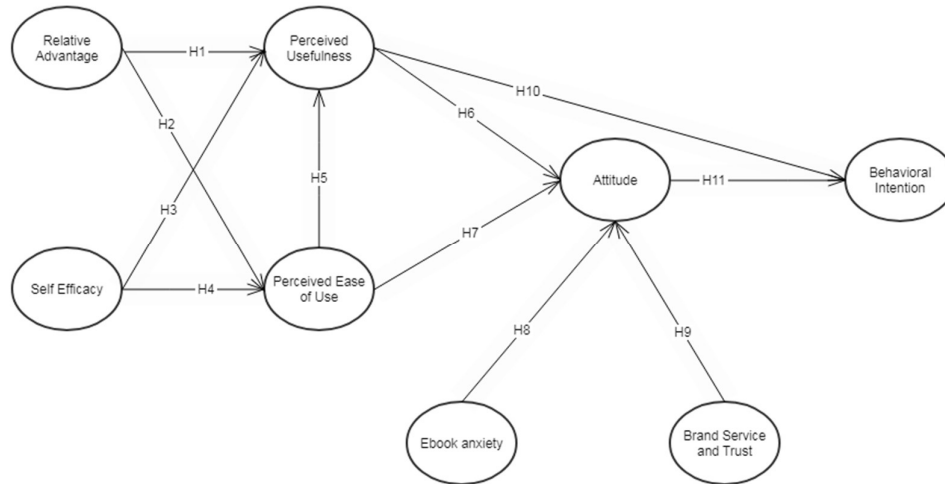 Relative
Advantage
H1
Perceived
Usefulness
H10
H6
H2
H5
Attitude
H11
Behavioral
Intention
H3
H7
Self Efficacy
H4
Perceived Ease
of Use
H8
H9
Ebook anxiety
Brand Service
and Trust